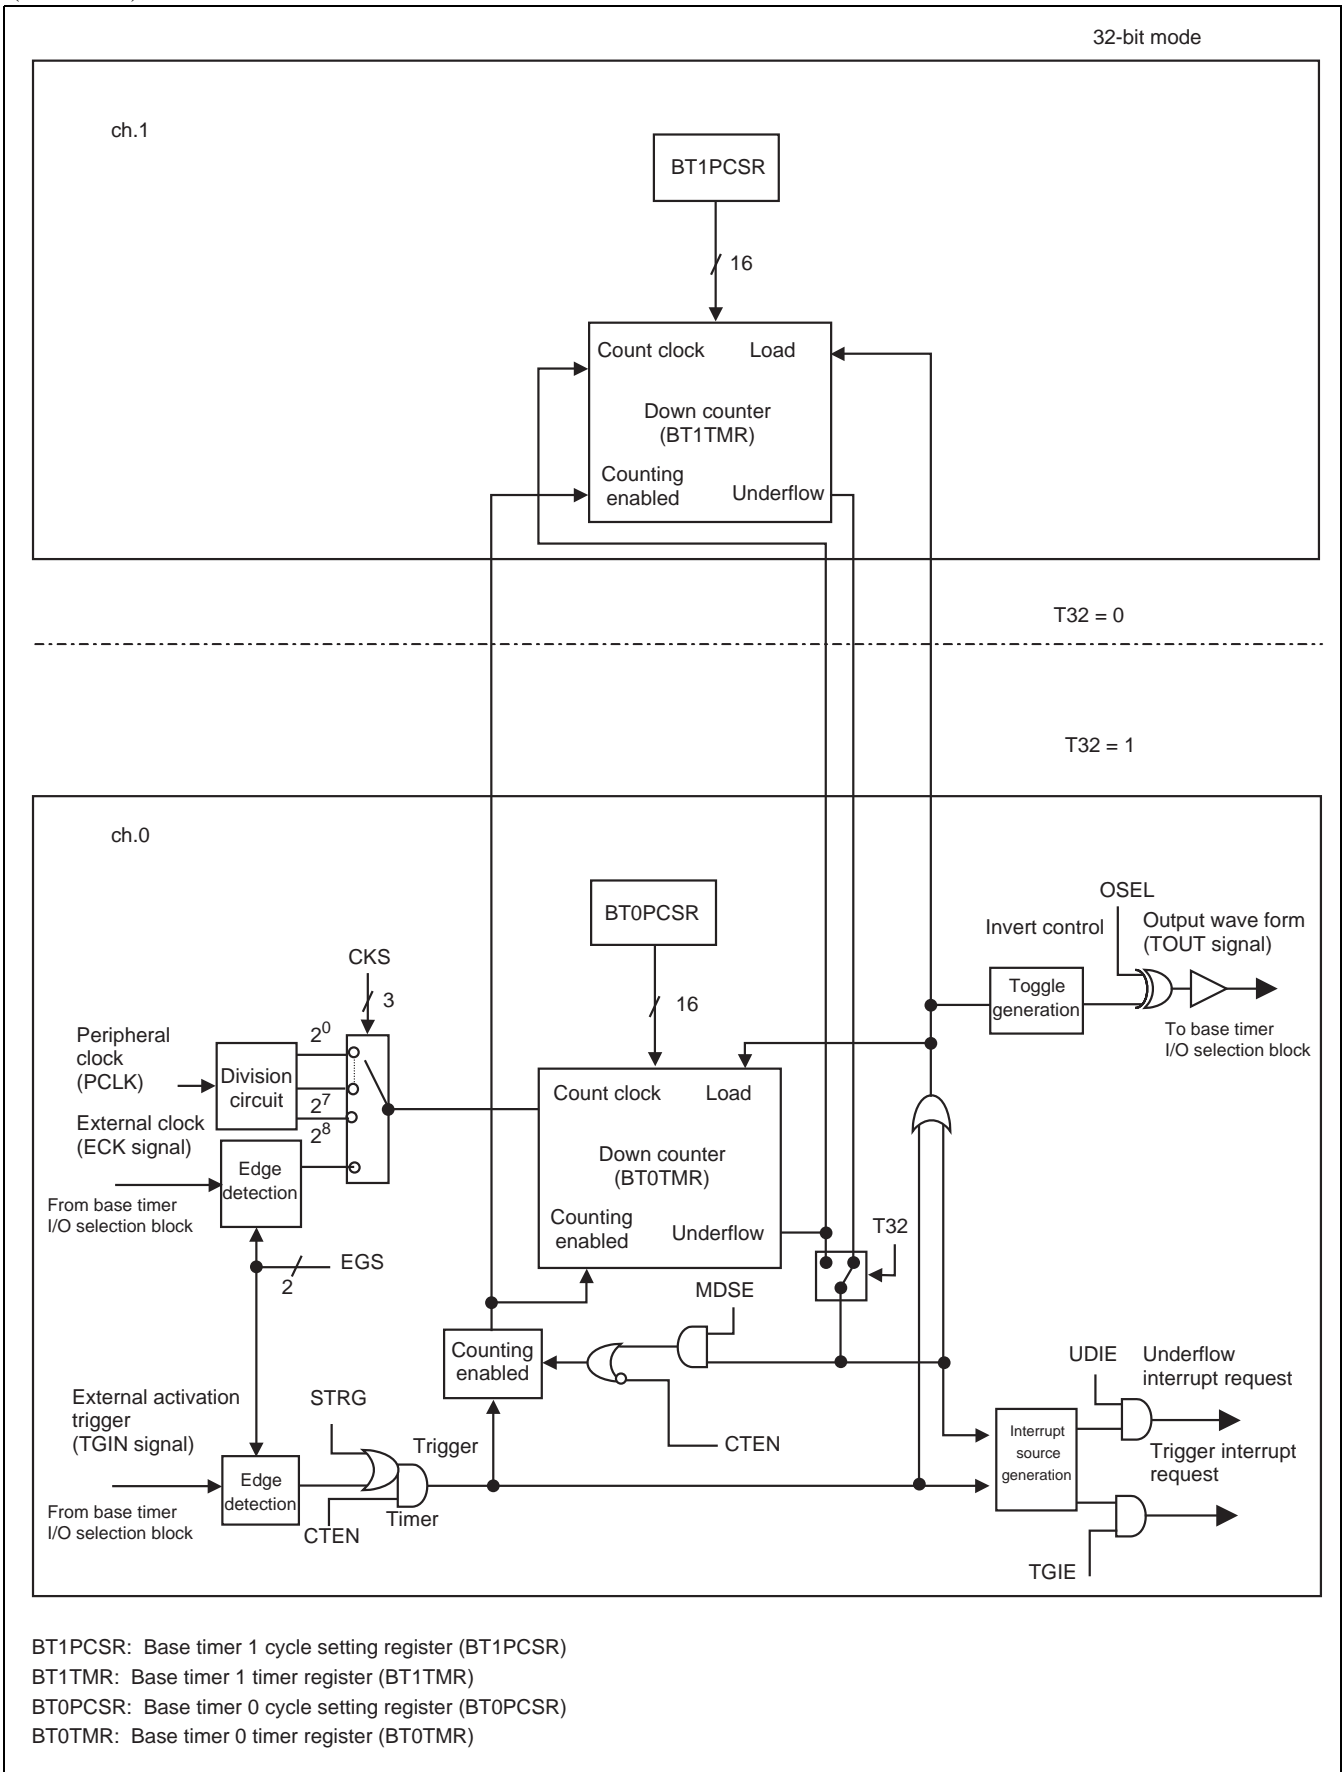 32-bit mode
ch.1
BT1PCSR
16
Count clock Load
Down counter
(BT1TMR)
Counting
enabled
Underflow
T32 = 0
T32 = 1
ch.0
BT0PCSR
16
OSEL
Invert control
Output wave form
(TOUT signal)
Toggle
generation
To base timer
I/O selection block
CKS
3
Peripheral
clock
(PCLK)
Division
circuit
2^0
2^7
2^8
External clock
(ECK signal)
Edge
detection
From base timer
I/O selection block
EGS
2
Count clock Load
Down counter
(BT0TMR)
Counting
enabled
Underflow
T32
MDSE
Counting
enabled
CTEN
External activation
trigger
(TGIN signal)
STRG
Trigger
Edge
detection
From base timer
I/O selection block
CTEN
Timer
UDIE
Underflow
interrupt request
Interrupt
source
generation
Trigger interrupt
request
TGIE
BT1PCSR: Base timer 1 cycle setting register (BT1PCSR)
BT1TMR: Base timer 1 timer register (BT1TMR)
BT0PCSR: Base timer 0 cycle setting register (BT0PCSR)
BT0TMR: Base timer 0 timer register (BT0TMR)